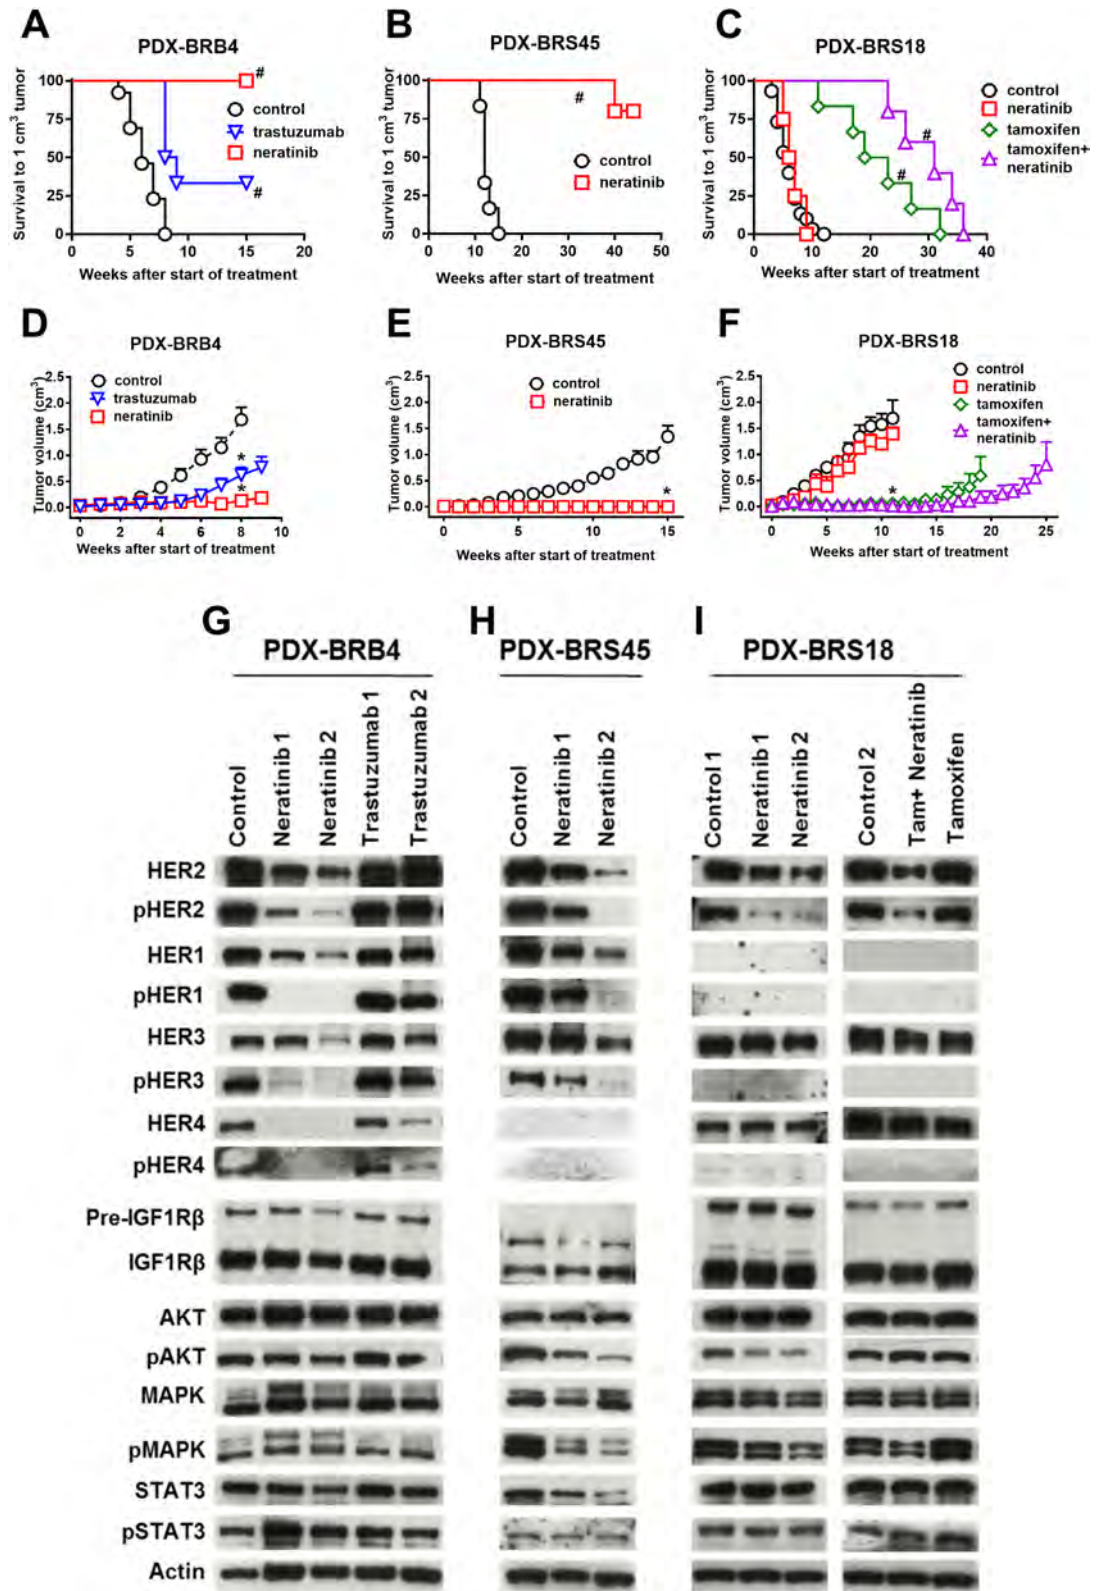 A
B
C
PDX-BRB4
PDX-BRS45
PDX-BRS18
Survival to 1 cm³ tumor
100
75
50
25
0
0 5 10 15 20
Weeks after start of treatment
control
trastuzumab
neratinib
#
#
Survival to 1 cm³ tumor
100
75
50
25
0
0 10 20 30 40 50
Weeks after start of treatment
#
control
neratinib
Survival to 1 cm³ tumor
100
75
50
25
0
0 10 20 30 40
Weeks after start of treatment
#
#
control
neratinib
tamoxifen
tamoxifen+
neratinib
D
E
F
PDX-BRB4
PDX-BRS45
PDX-BRS18
Tumor volume (cm³)
2.5
2.0
1.5
1.0
0.5
0.0
0 2 4 6 8 10
Weeks after start of treatment
control
trastuzumab
neratinib
*
*
Tumor volume (cm³)
2.5
2.0
1.5
1.0
0.5
0.0
0 5 10 15
Weeks after start of treatment
control
neratinib
*
Tumor volume (cm³)
2.5
2.0
1.5
1.0
0.5
0.0
0 5 10 15 20 25
Weeks after start of treatment
control
neratinib
tamoxifen
tamoxifen+
neratinib
*
G
H
I
PDX-BRB4
PDX-BRS45
PDX-BRS18
Control
Neratinib 1
Neratinib 2
Trastuzumab 1
Trastuzumab 2
Control
Neratinib 1
Neratinib 2
Control 1
Neratinib 1
Neratinib 2
Control 2
Tam+ Neratinib
Tamoxifen
HER2
pHER2
HER1
pHER1
HER3
pHER3
HER4
pHER4
Pre-IGF1Rβ
IGF1Rβ
AKT
pAKT
MAPK
pMAPK
STAT3
pSTAT3
Actin